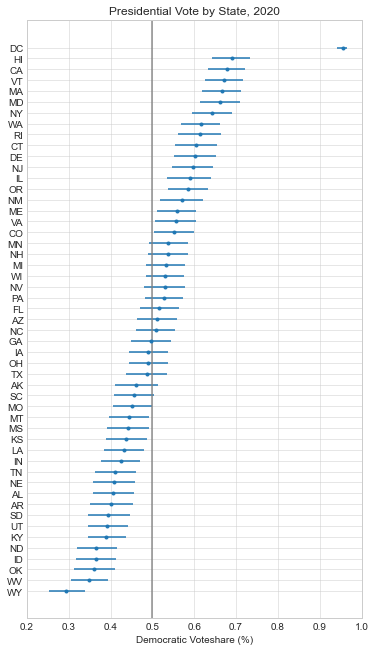 Presidential Vote by State, 2020
DC
HI
CA
VT
MA
MD
NY
WA
RI
CT
DE
NJ
IL
OR
NM
ME
VA
CO
MN
NH
MI
WI
NV
PA
FL
AZ
NC
GA
IA
OH
TX
AK
SC
MO
MT
MS
KS
LA
IN
TN
NE
AL
AR
SD
UT
KY
ND
ID
OK
WV
WY
0.2 0.3 0.4 0.5 0.6 0.7 0.8 0.9 1.0
Democratic Voteshare (%)